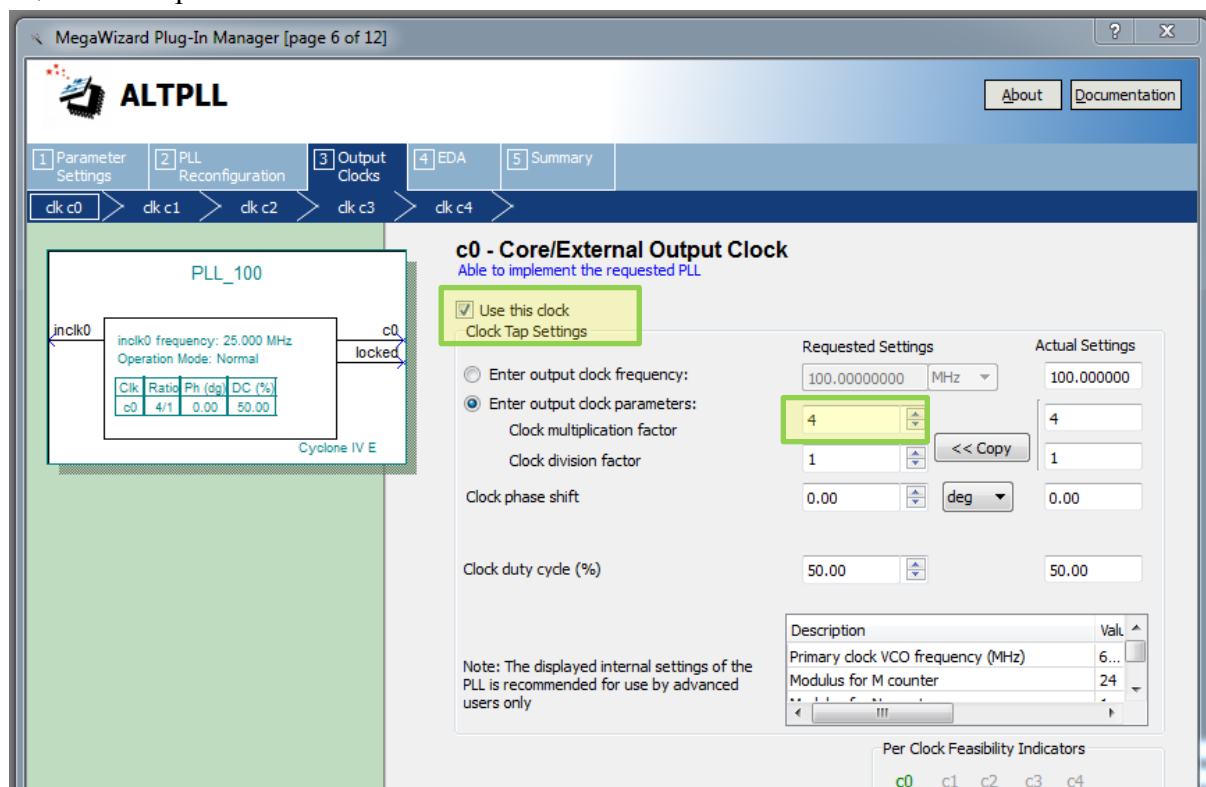 MegaWizard Plug-In Manager [page 6 of 12]
ALTPLL
About
Documentation
1 Parameter Settings
2 PLL Reconfiguration
3 Output Clocks
4 EDA
5 Summary
clk c0
clk c1
clk c2
clk c3
clk c4
PLL_100
inclk0
c0
locked
inclk0 frequency: 25.000 MHz
Operation Mode: Normal
Clk Ratio Ph (dg) DC (%)
c0 4/1 0.00 50.00
Cyclone IV E
c0 - Core/External Output Clock
Able to implement the requested PLL
Use this clock
Clock Tap Settings
Requested Settings Actual Settings
Enter output clock frequency: 100.00000000 MHz 100.000000
Enter output clock parameters:
Clock multiplication factor 4 4
<< Copy
Clock division factor 1 1
Clock phase shift 0.00 deg 0.00
Clock duty cycle (%) 50.00 50.00
Note: The displayed internal settings of the
PLL is recommended for use by advanced
users only
Description
Primary clock VCO frequency (MHz) 6...
Modulus for M counter 24
Per Clock Feasibility Indicators
c0 c1 c2 c3 c4